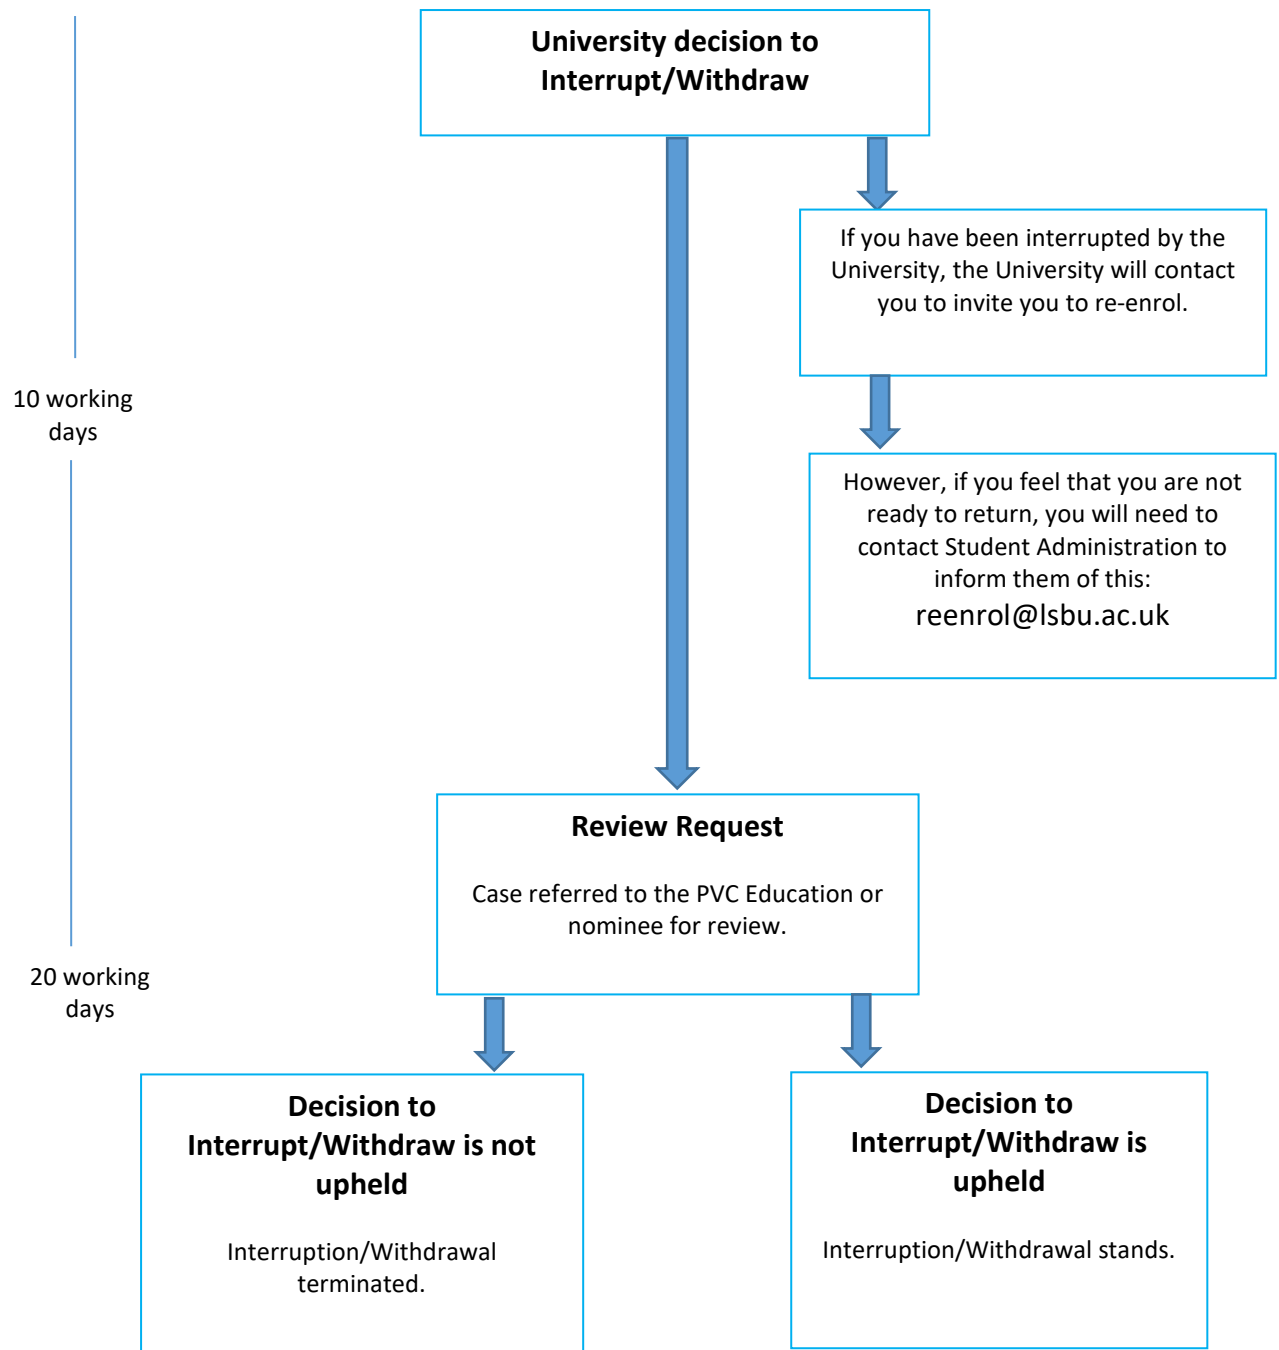 University decision to
Interrupt/Withdraw
If you have been interrupted by the
University, the University will contact
you to invite you to re-enrol.
10 working
days
However, if you feel that you are not
ready to return, you will need to
contact Student Administration to
inform them of this:
reenrol@lsbu.ac.uk
Review Request
Case referred to the PVC Education or
nominee for review.
20 working
days
Decision to
Interrupt/Withdraw is not
upheld
Interruption/Withdrawal
terminated.
Decision to
Interrupt/Withdraw is
upheld
Interruption/Withdrawal stands.